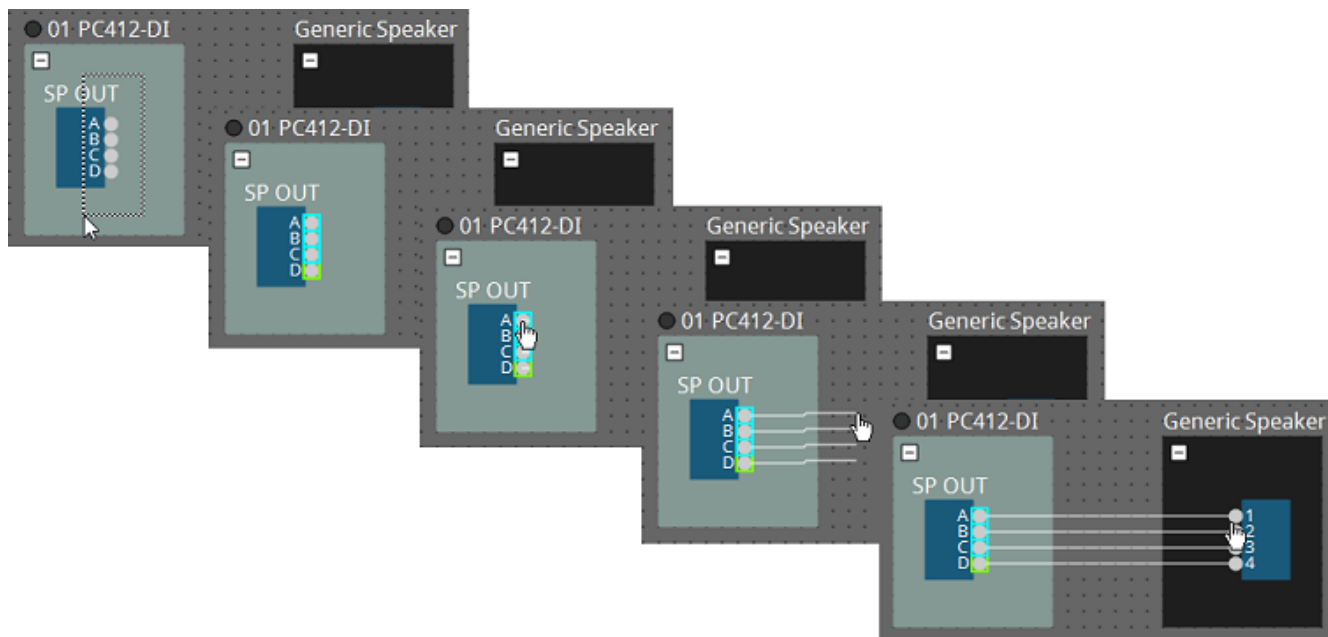 01 PC412-DI
Generic Speaker
SP OUT
A
B
C
D
01 PC412-DI
Generic Speaker
SP OUT
A
B
C
D
01 PC412-DI
Generic Speaker
SP OUT
A
B
C
D
01 PC412-DI
Generic Speaker
SP OUT
A
B
C
D
01 PC412-DI
Generic Speaker
SP OUT
A 1
B 2
C 3
D 4